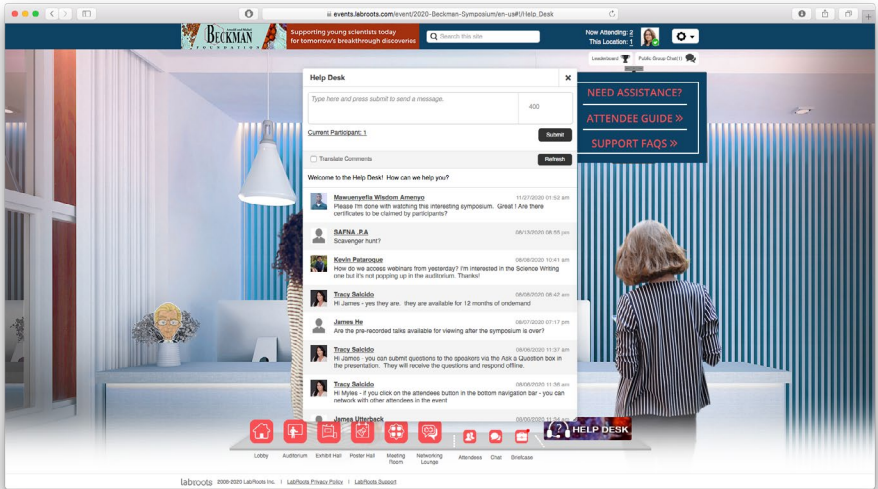 events.labroots.com/event/2020-Beckman-Symposium/en-us#!/Help_Desk
Arnold and Mabel
BECKMAN
FOUNDATION
Supporting young scientists today
for tomorrow's breakthrough discoveries
Search this site
Now Attending: 2
This Location: 1
Leaderboard
Public Group Chat(1)
Help Desk
Type here and press submit to send a message.
400
Current Participant: 1
Submit
Translate Comments
Refresh
Welcome to the Help Desk! How can we help you?
Mawuenyefia Wisdom Amenyo
11/27/2020 01:52 am
Please I'm done with watching this interesting symposium. Great ! Are there
certificates to be claimed by participants?
SAFNA .P.A
08/13/2020 08:55 pm
Scavenger hunt?
Kevin Pataroque
08/08/2020 10:41 am
How do we access webinars from yesterday? I'm interested in the Science Writing
one but it's not popping up in the auditorium. Thanks!
Tracy Salcido
08/08/2020 08:42 am
Hi James - yes they are. they are available for 12 months of ondemand
James He
08/07/2020 07:17 pm
Are the pre-recorded talks available for viewing after the symposium is over?
Tracy Salcido
08/06/2020 11:37 am
Hi James - you can submit questions to the speakers via the Ask a Question box in
the presentation. They will receive the questions and respond offline.
Tracy Salcido
08/06/2020 11:36 am
Hi Myles - if you click on the attendees button in the bottom navigation bar - you can
network with other attendees in the event
James Utterback
NEED ASSISTANCE?
ATTENDEE GUIDE »
SUPPORT FAQS »
HELP DESK
Lobby
Auditorium
Exhibit Hall
Poster Hall
Meeting
Room
Networking
Lounge
Attendees
Chat
Briefcase
labroots 2008-2020 LabRoots Inc. | LabRoots Privacy Policy | LabRoots Support